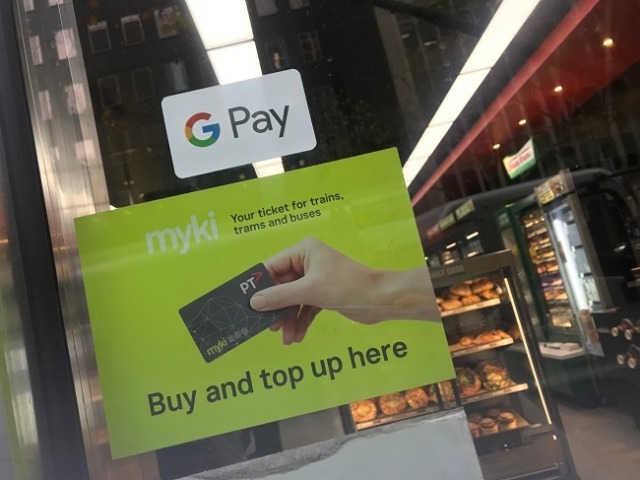 G Pay
myki
Your ticket for trains,
trams and buses
PT>
myki
Buy and top up here